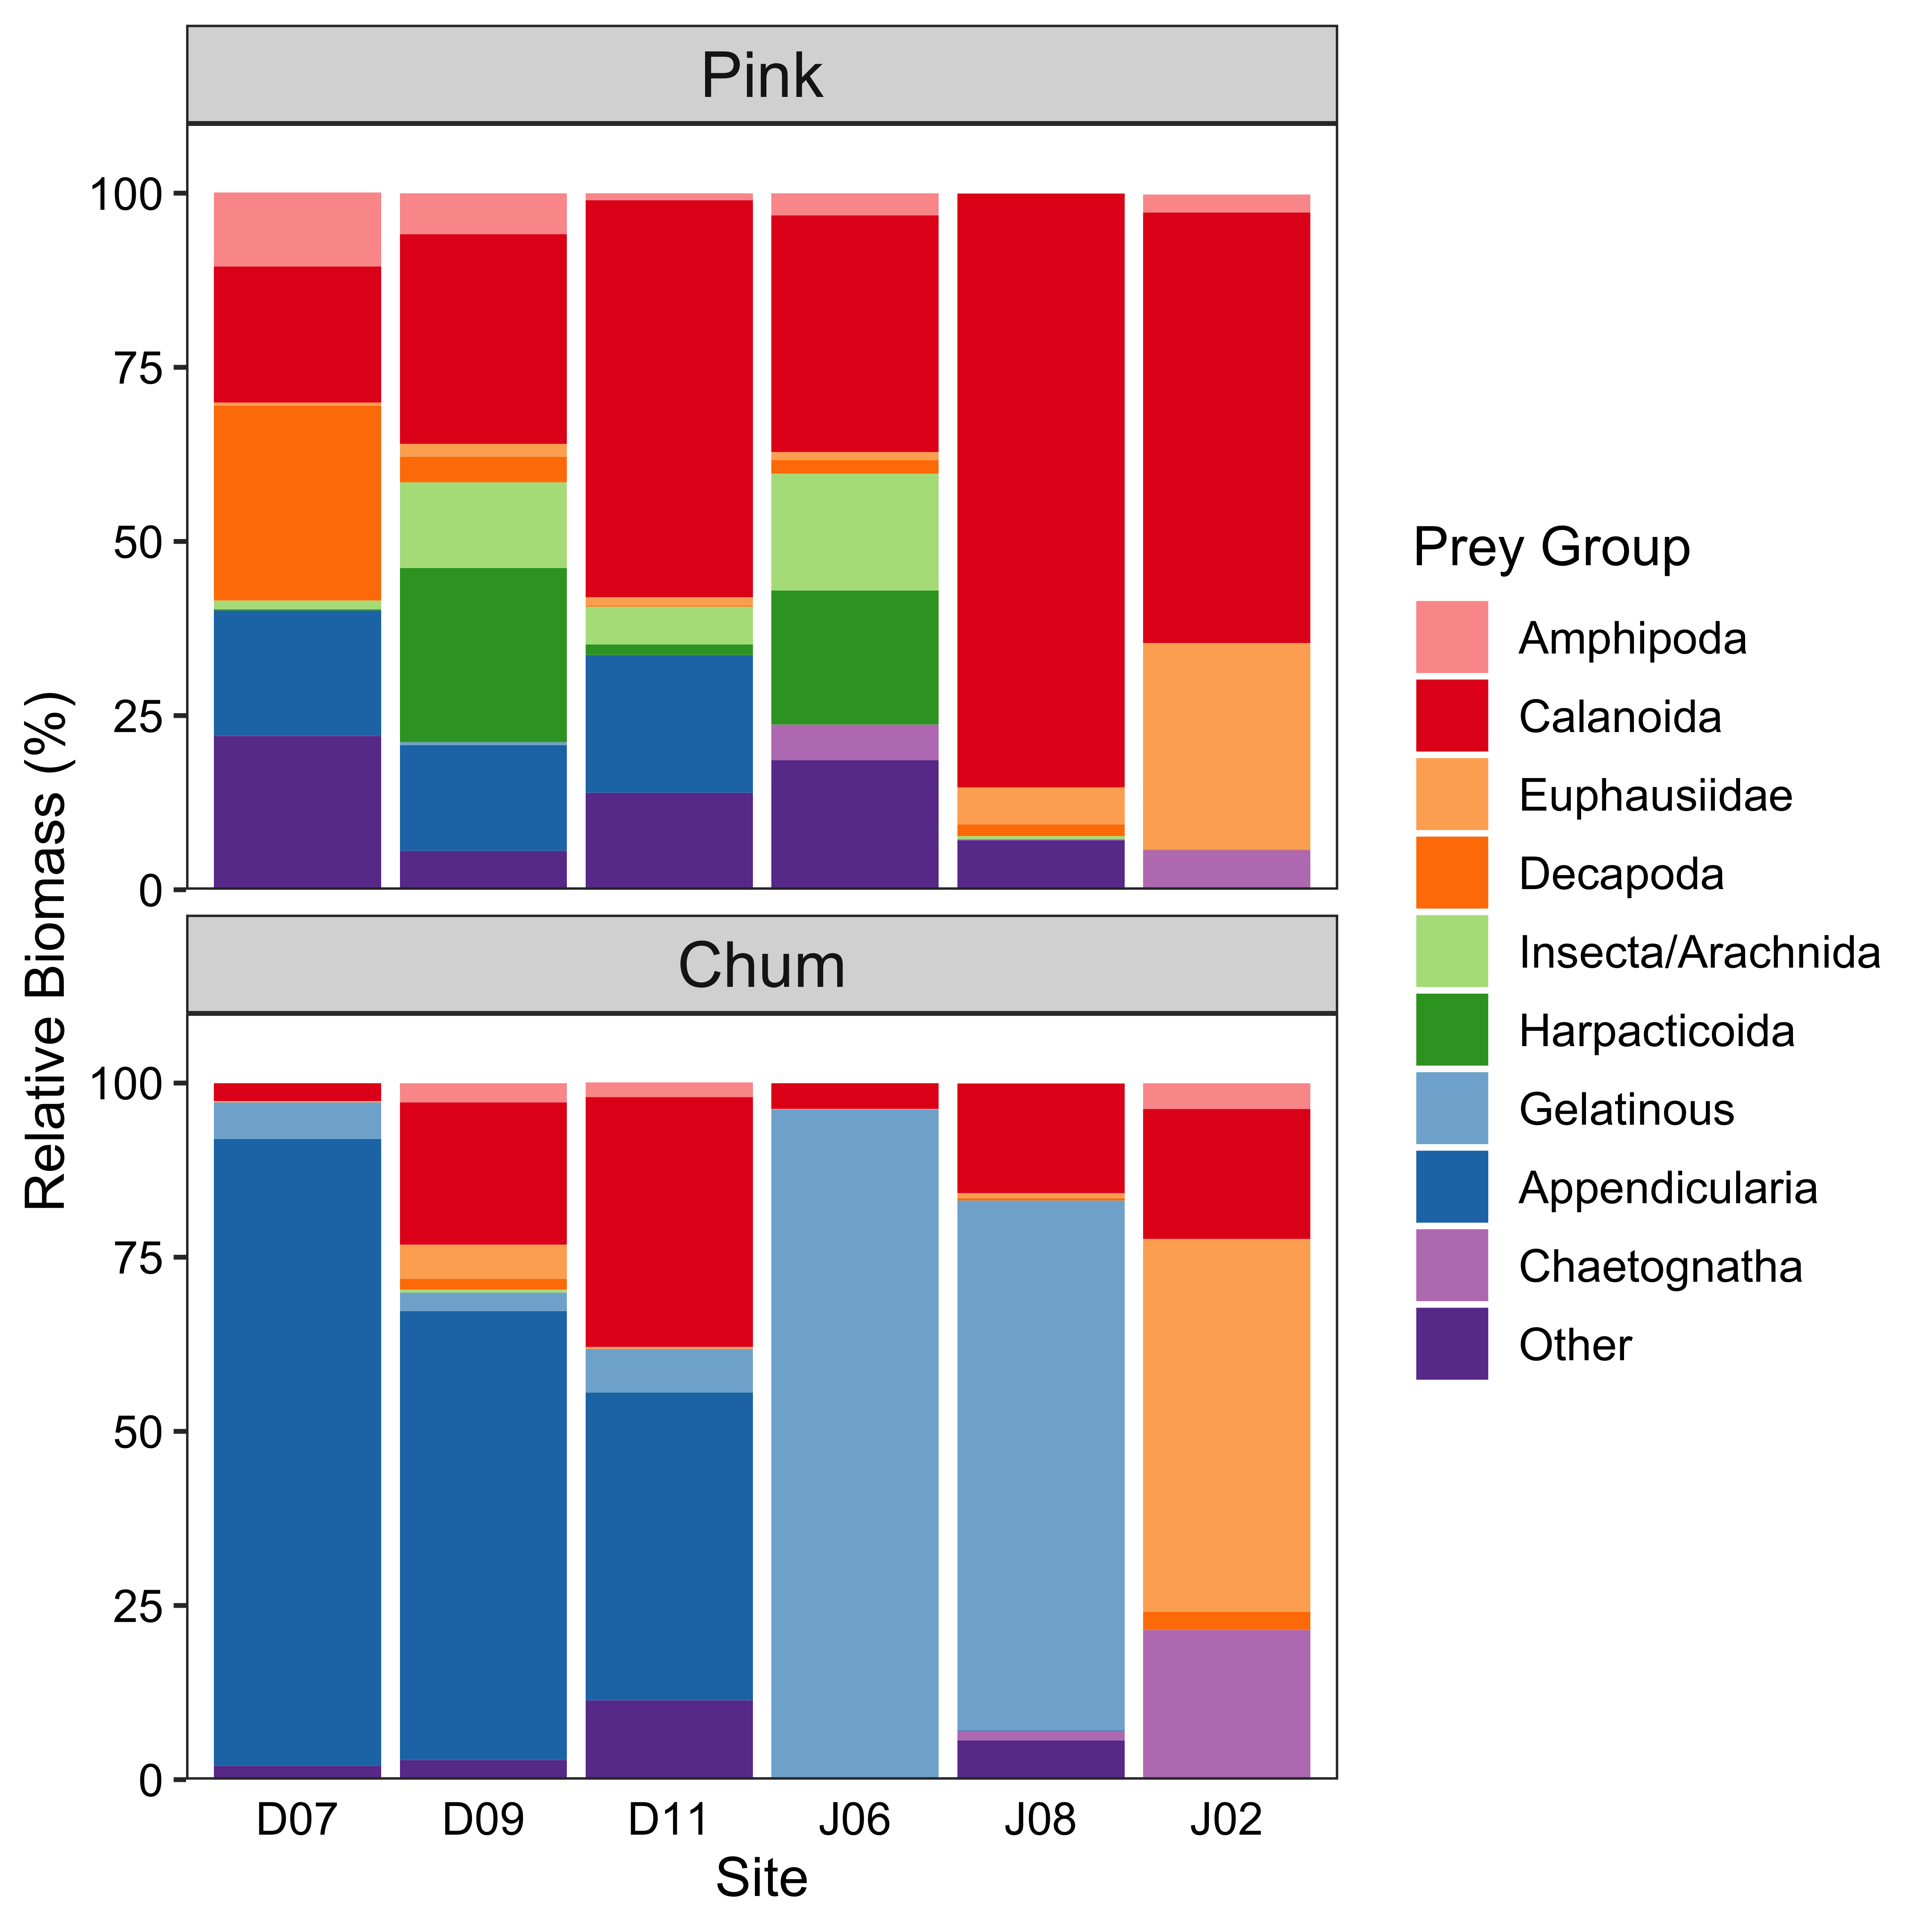 Pink
100
75
50
25
0
Chum
100
75
50
25
0
Relative Biomass (%)
D07 D09 D11 J06 J08 J02
Site
Prey Group
Amphipoda
Calanoida
Euphausiidae
Decapoda
Insecta/Arachnida
Harpacticoida
Gelatinous
Appendicularia
Chaetognatha
Other